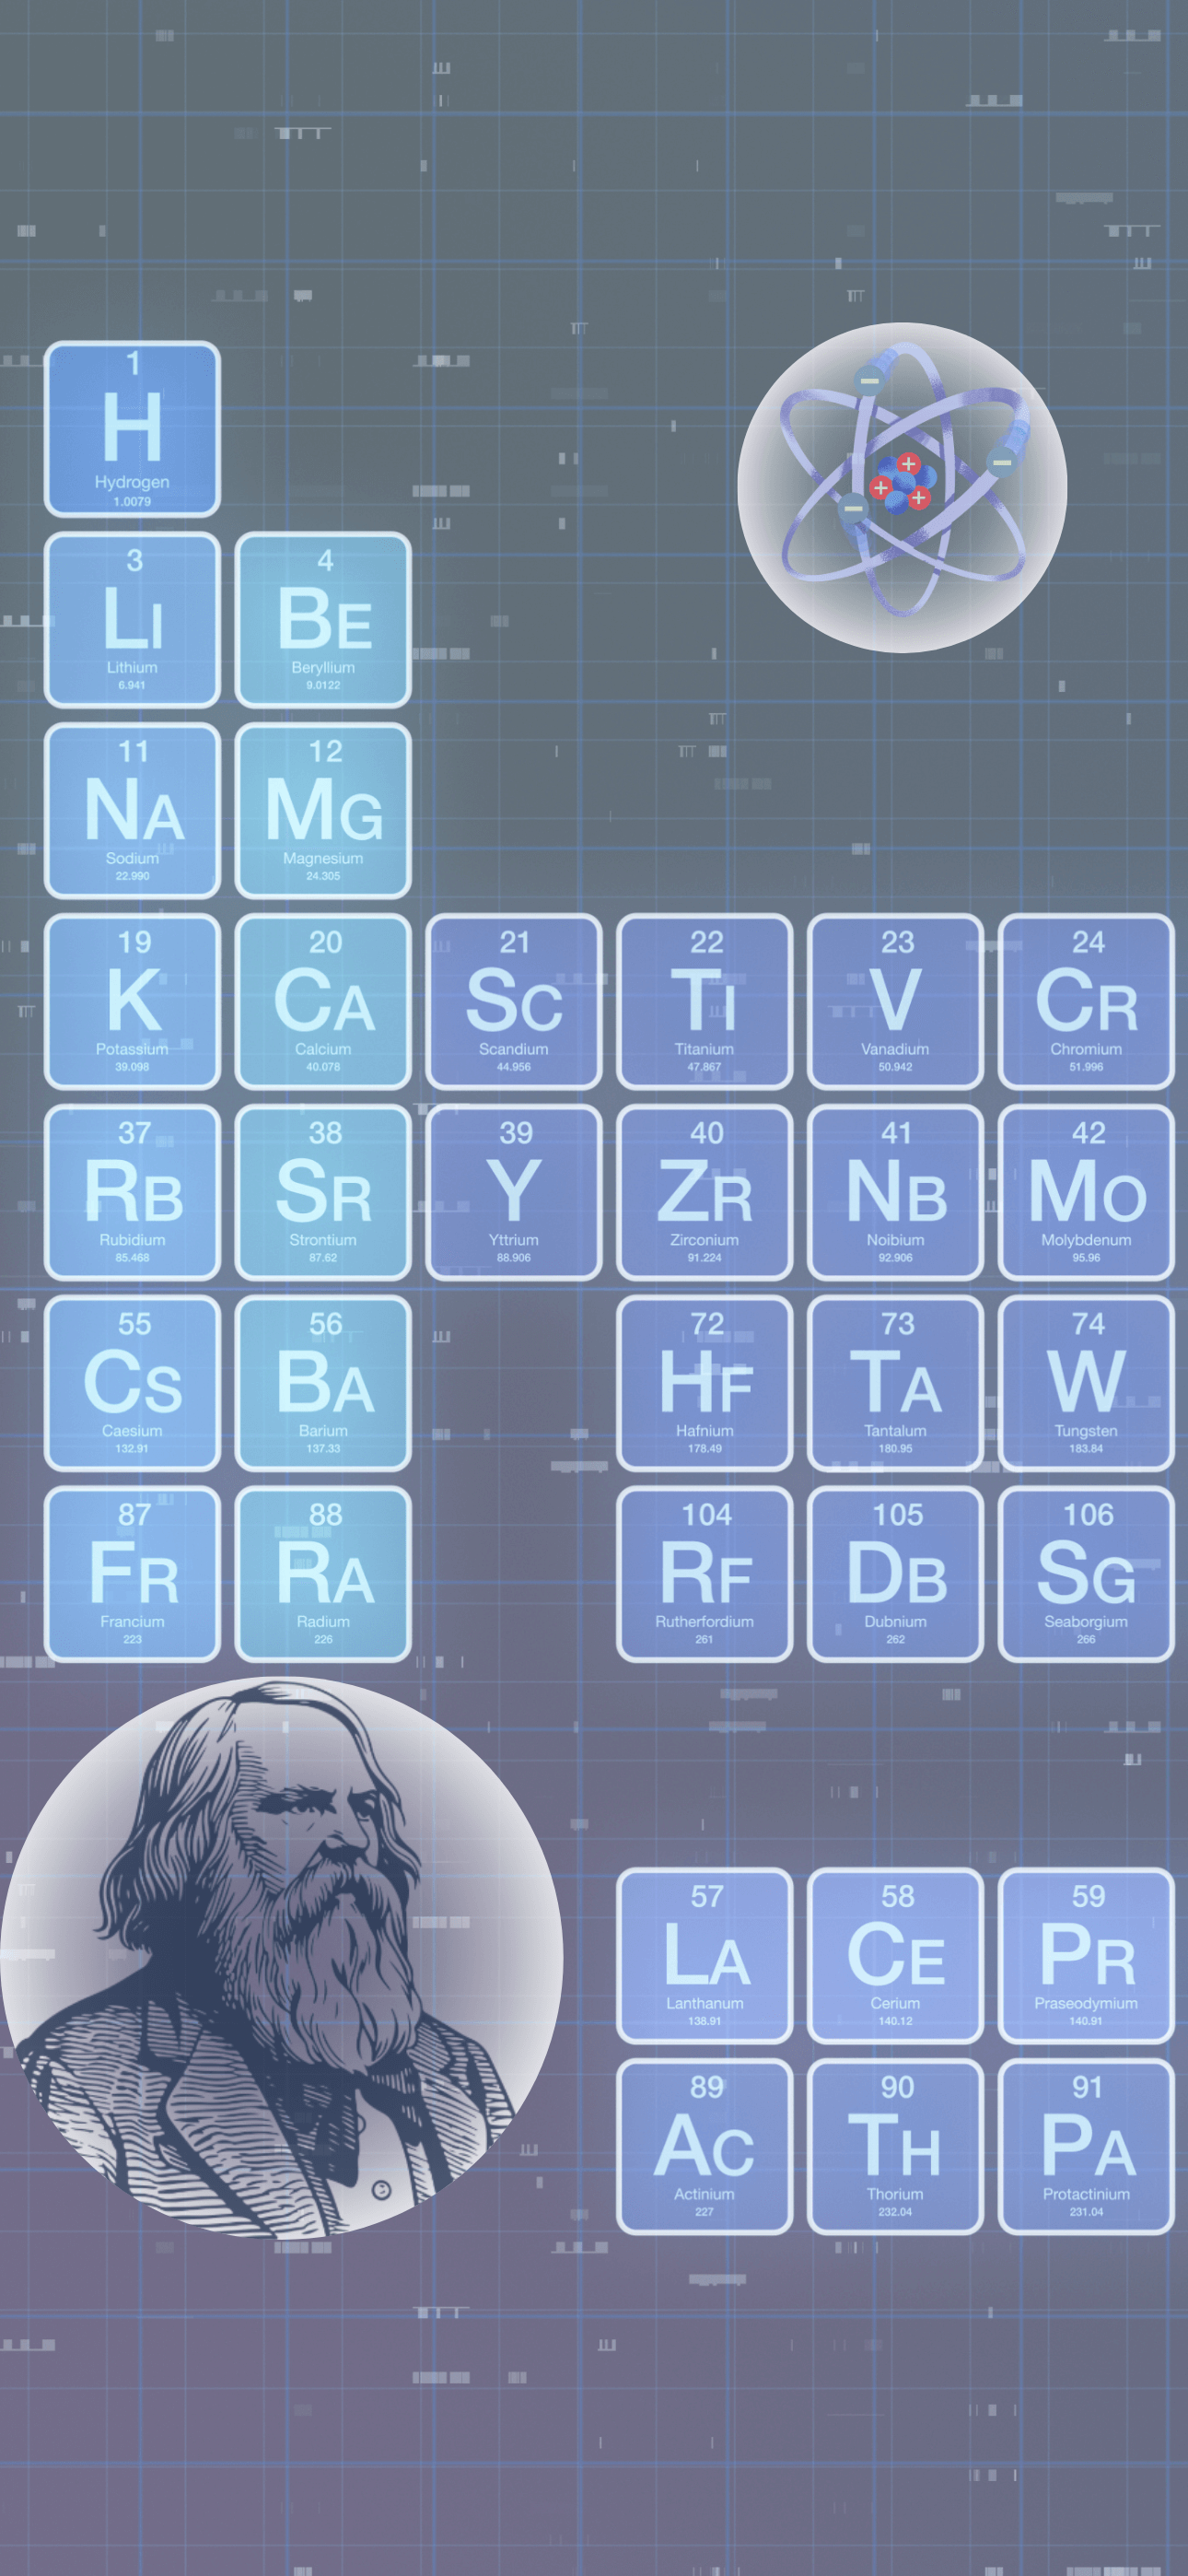 1
H
Hydrogen
1.0079
3
LI
Lithium
6.941
4
BE
Beryllium
9.0122
11
NA
Sodium
22.990
12
MG
Magnesium
24.305
19
K
Potassium
39.098
20
CA
Calcium
40.078
21
SC
Scandium
44.956
22
TI
Titanium
47.867
23
V
Vanadium
50.942
24
CR
Chromium
51.996
37
RB
Rubidium
85.468
38
SR
Strontium
87.62
39
Y
Yttrium
88.906
40
ZR
Zirconium
91.224
41
NB
Noibium
92.906
42
MO
Molybdenum
95.96
55
CS
Caesium
132.91
56
BA
Barium
137.33
72
HF
Hafnium
178.49
73
TA
Tantalum
180.95
74
W
Tungsten
183.84
87
FR
Francium
223
88
RA
Radium
226
104
RF
Rutherfordium
261
105
DB
Dubnium
262
106
SG
Seaborgium
266
57
LA
Lanthanum
138.91
58
CE
Cerium
140.12
59
PR
Praseodymium
140.91
89
AC
Actinium
227
90
TH
Thorium
232.04
91
PA
Protactinium
231.04